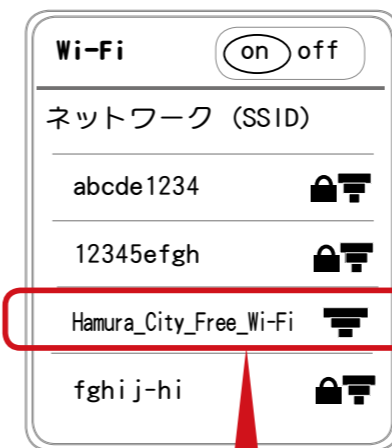 Wi-Fi on off
ネットワーク (SSID)
abcde1234
12345efgh
Hamura_City_Free_Wi-Fi
fghij-hi